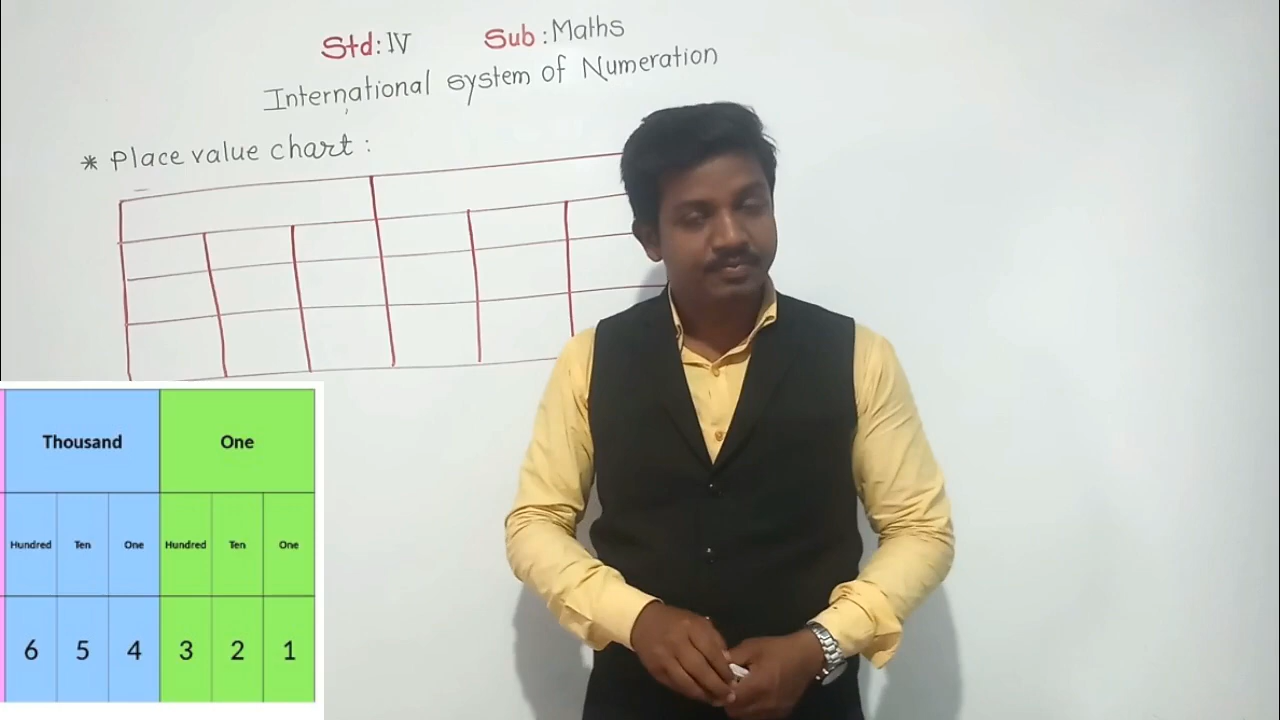 Std: IV Sub: Maths
International system of Numeration
* Place value chart :
Thousand One
Hundred Ten One Hundred Ten One
6 5 4 3 2 1